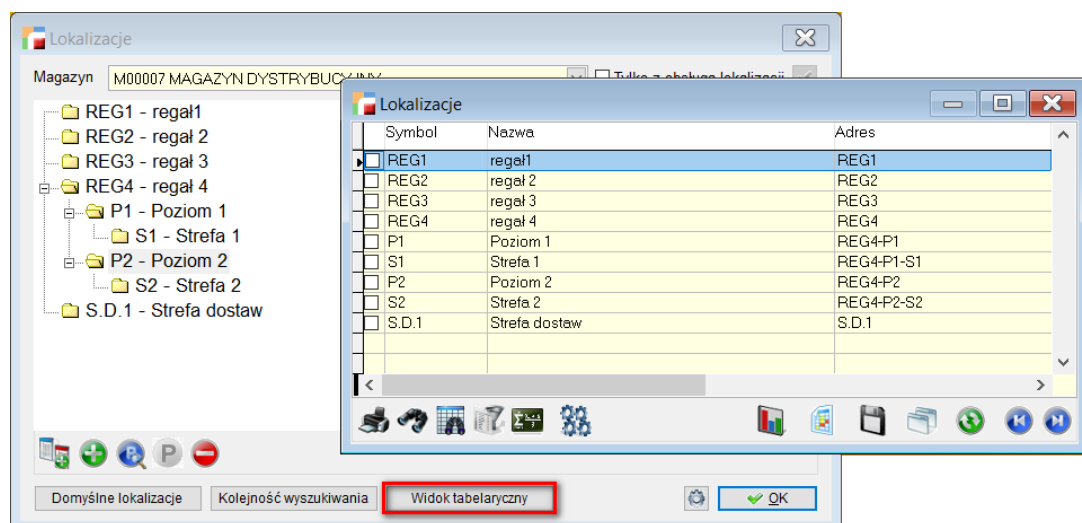 Lokalizacje
Magazyn M00007 MAGAZYN DYSTRYBUCYJNY Tylko z obsługą lokalizacji
REG1 - regał1
REG2 - regał 2
REG3 - regał 3
REG4 - regał 4
P1 - Poziom 1
S1 - Strefa 1
P2 - Poziom 2
S2 - Strefa 2
S.D.1 - Strefa dostaw
Domyślne lokalizacje Kolejność wyszukiwania Widok tabelaryczny OK
Lokalizacje
Symbol Nazwa Adres
REG1 regał1 REG1
REG2 regał 2 REG2
REG3 regał 3 REG3
REG4 regał 4 REG4
P1 Poziom 1 REG4-P1
S1 Strefa 1 REG4-P1-S1
P2 Poziom 2 REG4-P2
S2 Strefa 2 REG4-P2-S2
S.D.1 Strefa dostaw S.D.1